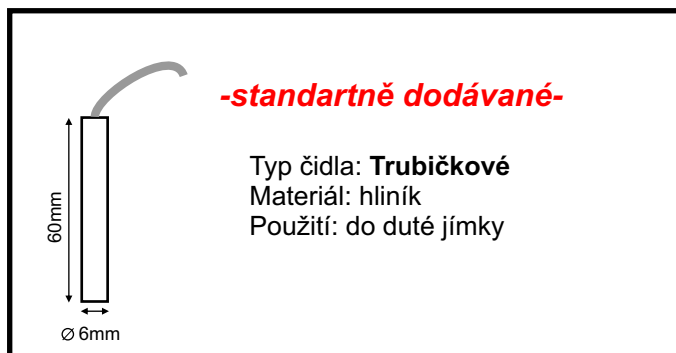 -standartně dodávané-
Typ čidla: Trubičkové
Materiál: hliník
Použití: do duté jímky
60mm
∅ 6mm